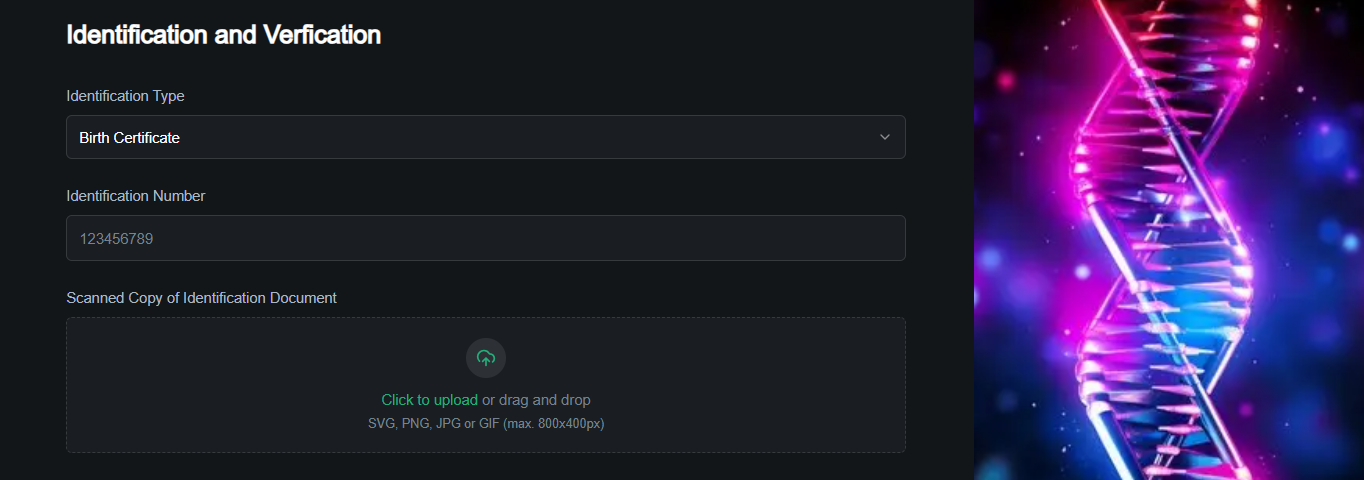 Identification and Verfication
Identification Type
Birth Certificate
Identification Number
123456789
Scanned Copy of Identification Document
Click to upload or drag and drop
SVG, PNG, JPG or GIF (max. 800x400px)